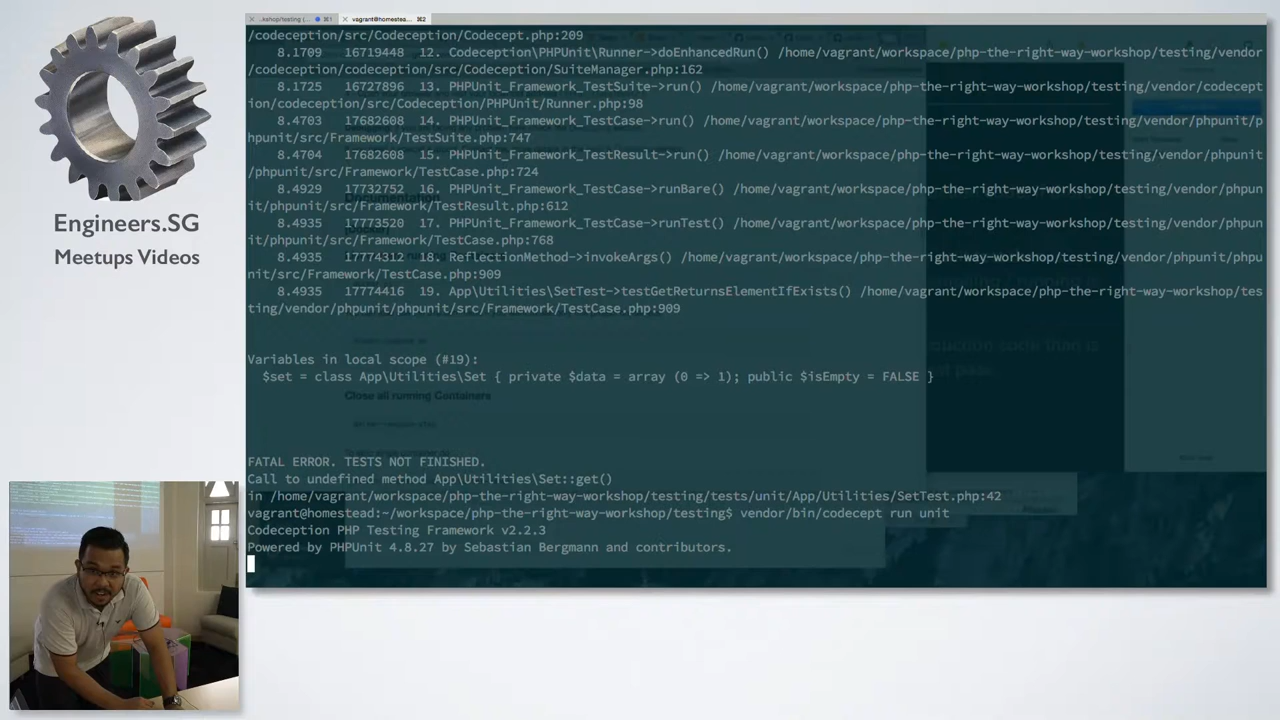 ..kshop/testing (... ⌘1
vagrant@homestea... ⌘2
/codeception/src/Codeception/Codecept.php:209
8.1709 16719448 12. Codeception\PHPUnit\Runner->doEnhancedRun() /home/vagrant/workspace/php-the-right-way-workshop/testing/vendor
/codeception/codeception/src/Codeception/SuiteManager.php:162
8.1725 16727896 13. PHPUnit_Framework_TestSuite->run() /home/vagrant/workspace/php-the-right-way-workshop/testing/vendor/codecept
ion/codeception/src/Codeception/PHPUnit/Runner.php:98
8.4703 17682608 14. PHPUnit_Framework_TestCase->run() /home/vagrant/workspace/php-the-right-way-workshop/testing/vendor/phpunit/p
hpunit/src/Framework/TestSuite.php:747
8.4704 17682608 15. PHPUnit_Framework_TestResult->run() /home/vagrant/workspace/php-the-right-way-workshop/testing/vendor/phpunit
/phpunit/src/Framework/TestCase.php:724
8.4929 17732752 16. PHPUnit_Framework_TestCase->runBare() /home/vagrant/workspace/php-the-right-way-workshop/testing/vendor/phpun
it/phpunit/src/Framework/TestResult.php:612
8.4935 17773520 17. PHPUnit_Framework_TestCase->runTest() /home/vagrant/workspace/php-the-right-way-workshop/testing/vendor/phpun
it/phpunit/src/Framework/TestCase.php:768
8.4935 17774312 18. ReflectionMethod->invokeArgs() /home/vagrant/workspace/php-the-right-way-workshop/testing/vendor/phpunit/phpu
nit/src/Framework/TestCase.php:909
8.4935 17774416 19. App\Utilities\SetTest->testGetReturnsElementIfExists() /home/vagrant/workspace/php-the-right-way-workshop/tes
ting/vendor/phpunit/phpunit/src/Framework/TestCase.php:909
Variables in local scope (#19):
$set = class App\Utilities\Set { private $data = array (0 => 1); public $isEmpty = FALSE }
Close all running Containers
FATAL ERROR. TESTS NOT FINISHED.
Call to undefined method App\Utilities\Set::get()
in /home/vagrant/workspace/php-the-right-way-workshop/testing/tests/unit/App/Utilities/SetTest.php:42
vagrant@homestead:~/workspace/php-the-right-way-workshop/testing$ vendor/bin/codecept run unit
Codeception PHP Testing Framework v2.2.3
Powered by PHPUnit 4.8.27 by Sebastian Bergmann and contributors.
Engineers.SG
Meetups Videos